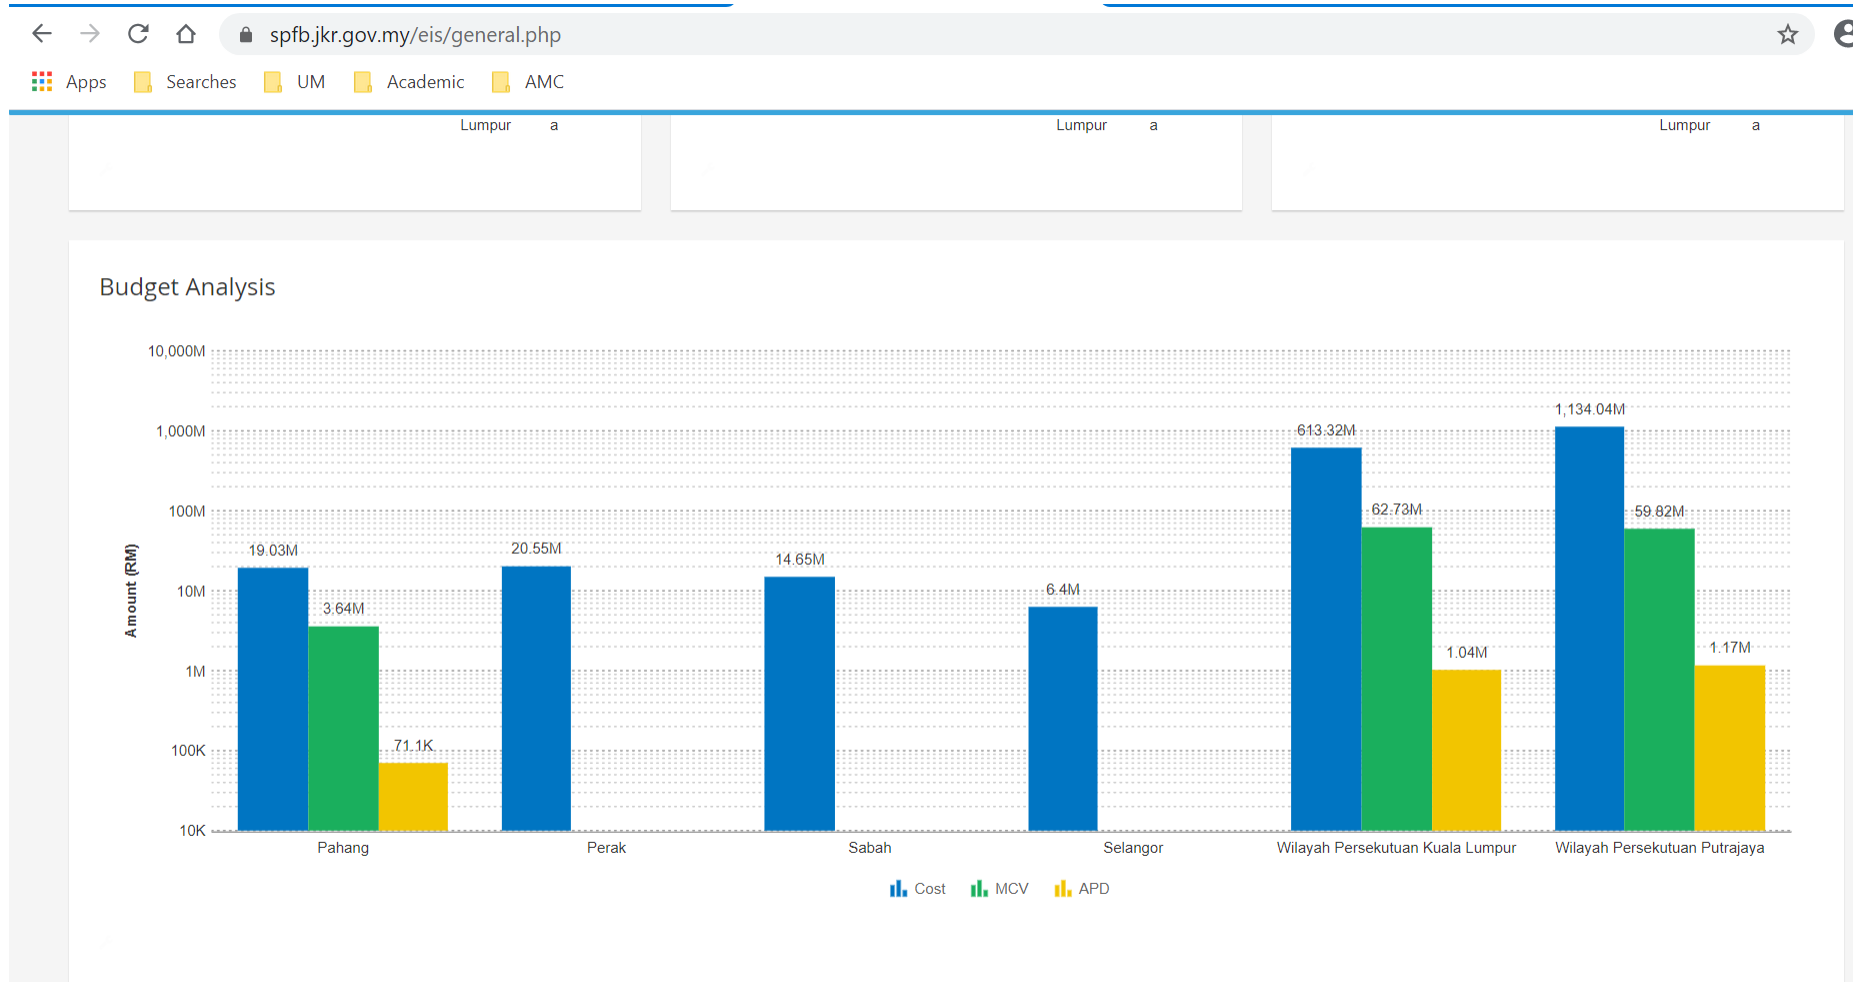 spfb.jkr.gov.my/eis/general.php
Apps Searches UM Academic AMC
Lumpur a Lumpur a Lumpur a
Budget Analysis
10,000M
1,000M
100M
10M
1M
100K
10K
Amount (RM)
19.03M 3.64M 71.1K
20.55M
14.65M
6.4M
613.32M 62.73M 1.04M
1,134.04M 59.82M 1.17M
Pahang Perak Sabah Selangor Wilayah Persekutuan Kuala Lumpur Wilayah Persekutuan Putrajaya
Cost MCV APD